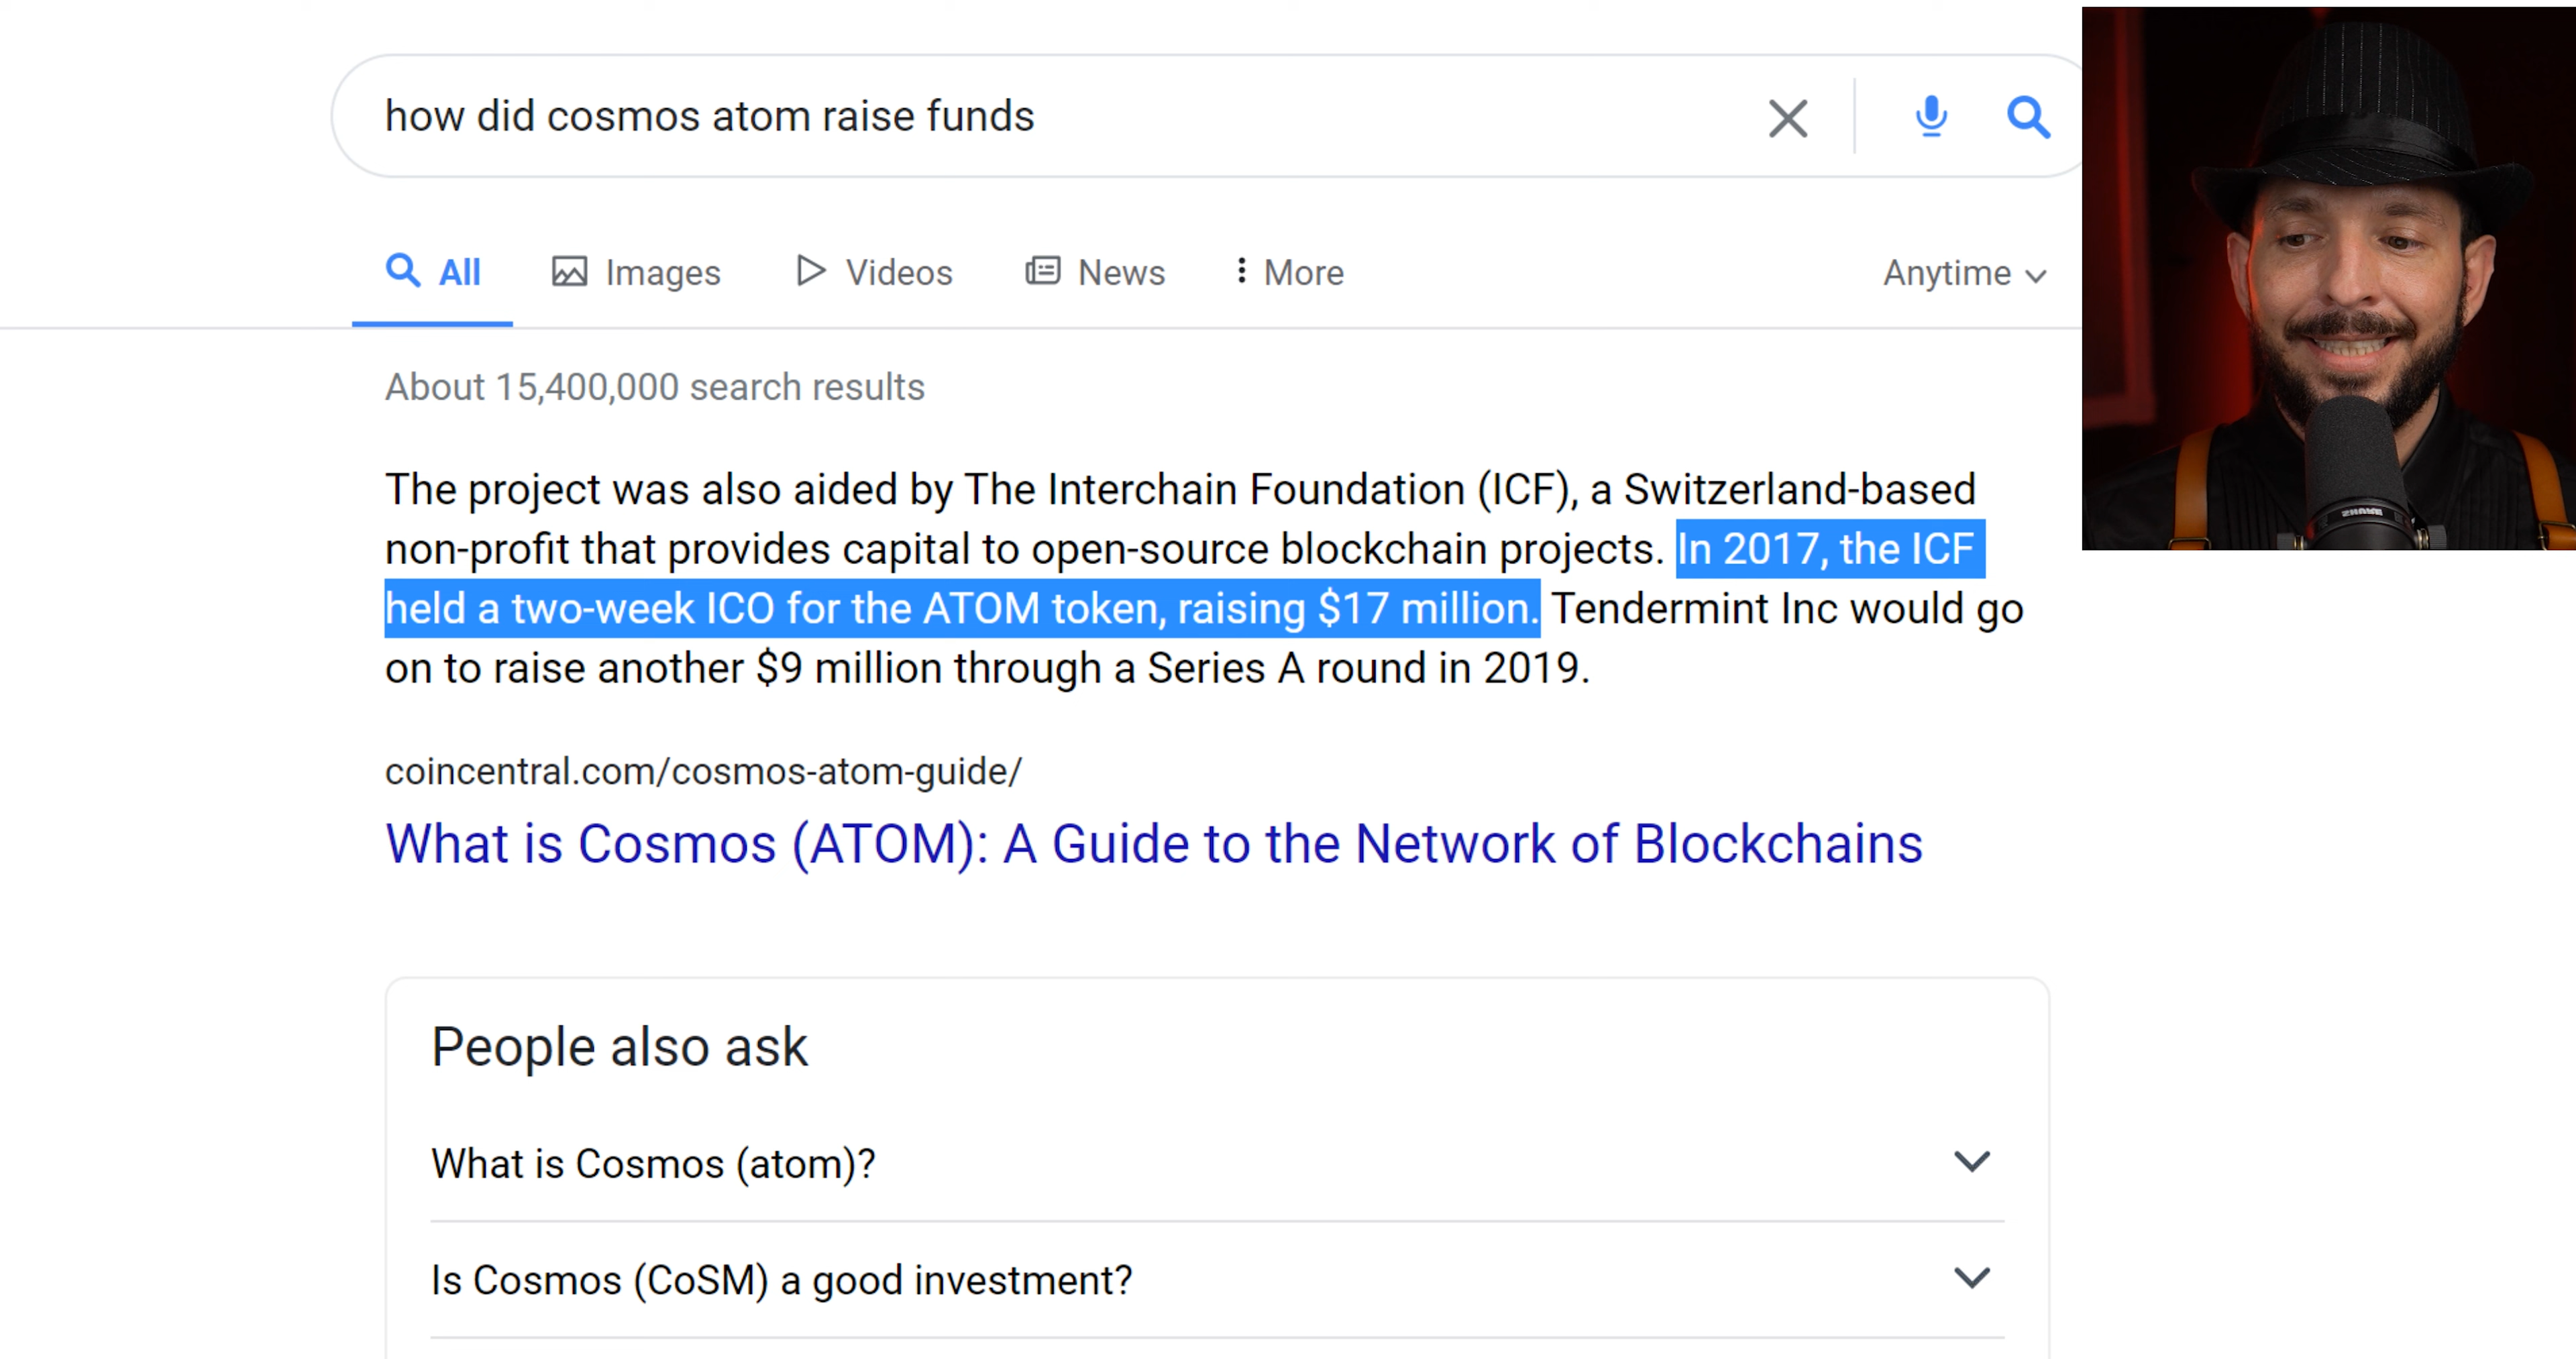 how did cosmos atom raise funds
All Images Videos News More Anytime
About 15,400,000 search results
The project was also aided by The Interchain Foundation (ICF), a Switzerland-based
non-profit that provides capital to open-source blockchain projects. In 2017, the ICF
held a two-week ICO for the ATOM token, raising $17 million. Tendermint Inc would go
on to raise another $9 million through a Series A round in 2019.
coincentral.com/cosmos-atom-guide/
What is Cosmos (ATOM): A Guide to the Network of Blockchains
People also ask
What is Cosmos (atom)?
Is Cosmos (CoSM) a good investment?